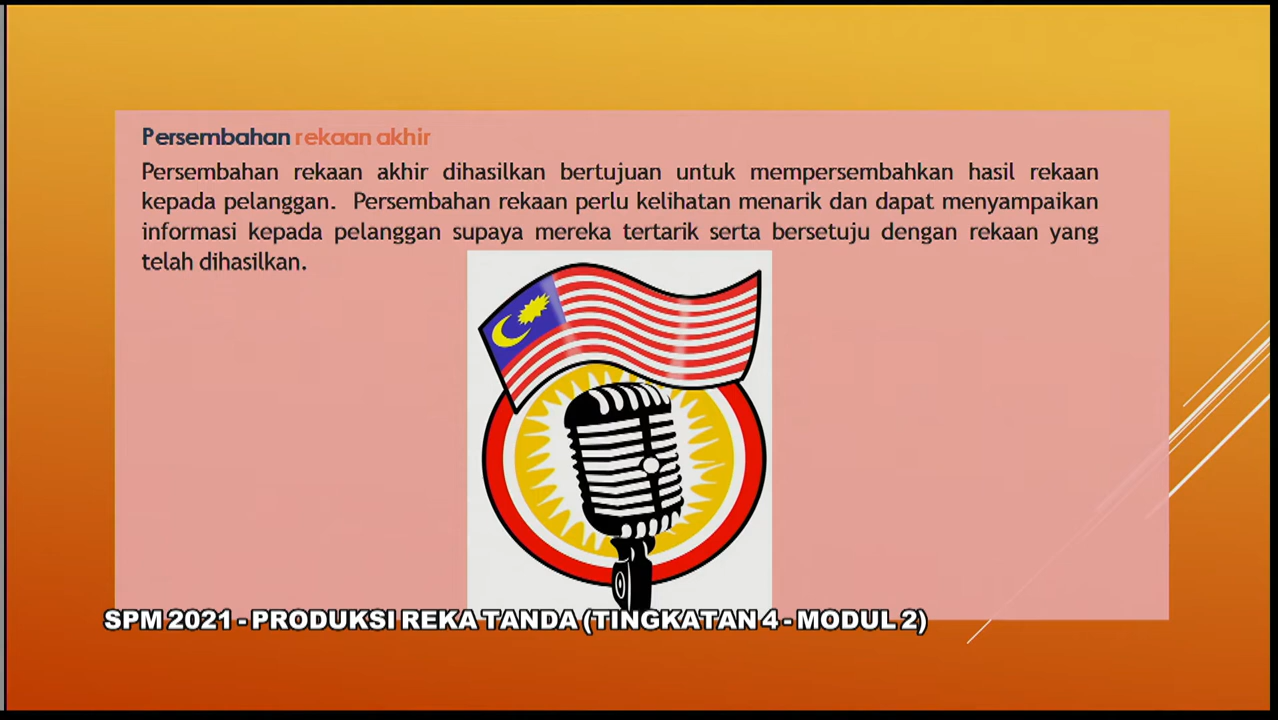 Persembahan rekaan akhir
Persembahan rekaan akhir dihasilkan bertujuan untuk mempersembahkan hasil rekaan
kepada pelanggan. Persembahan rekaan perlu kelihatan menarik dan dapat menyampaikan
informasi kepada pelanggan supaya mereka tertarik serta bersetuju dengan rekaan yang
telah dihasilkan.
SPM 2021 - PRODUKSI REKA TANDA (TINGKATAN 4 - MODUL 2)